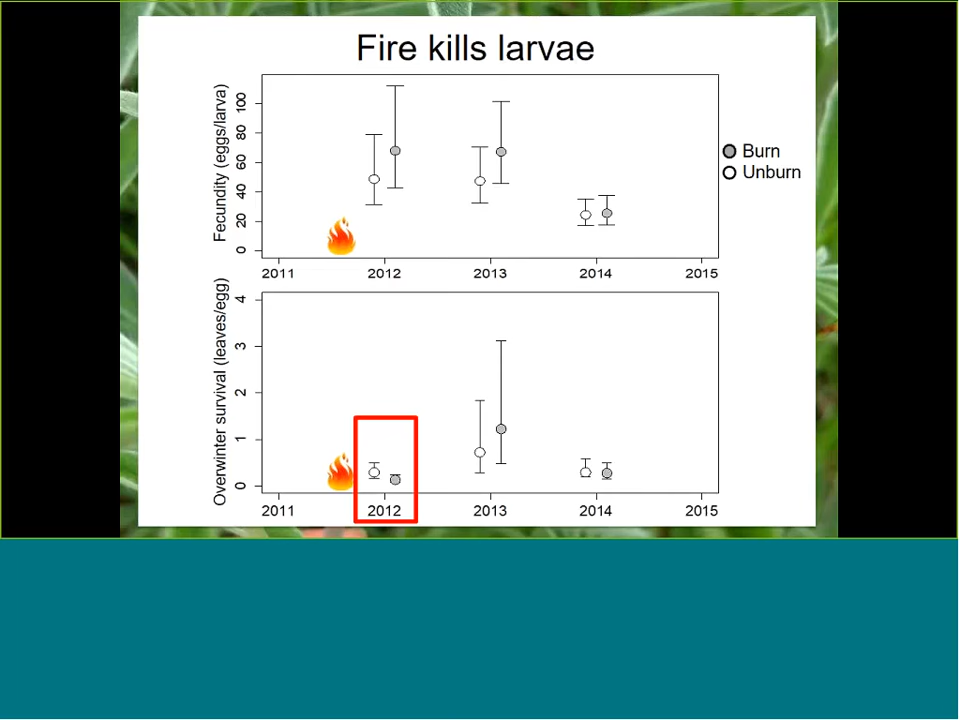 Fire kills larvae
Fecundity (eggs/larva)
100
80
60
40
20
0
2011 2012 2013 2014 2015
Burn
Unburn
Overwinter survival (leaves/egg)
4
3
2
1
0
2011 2012 2013 2014 2015